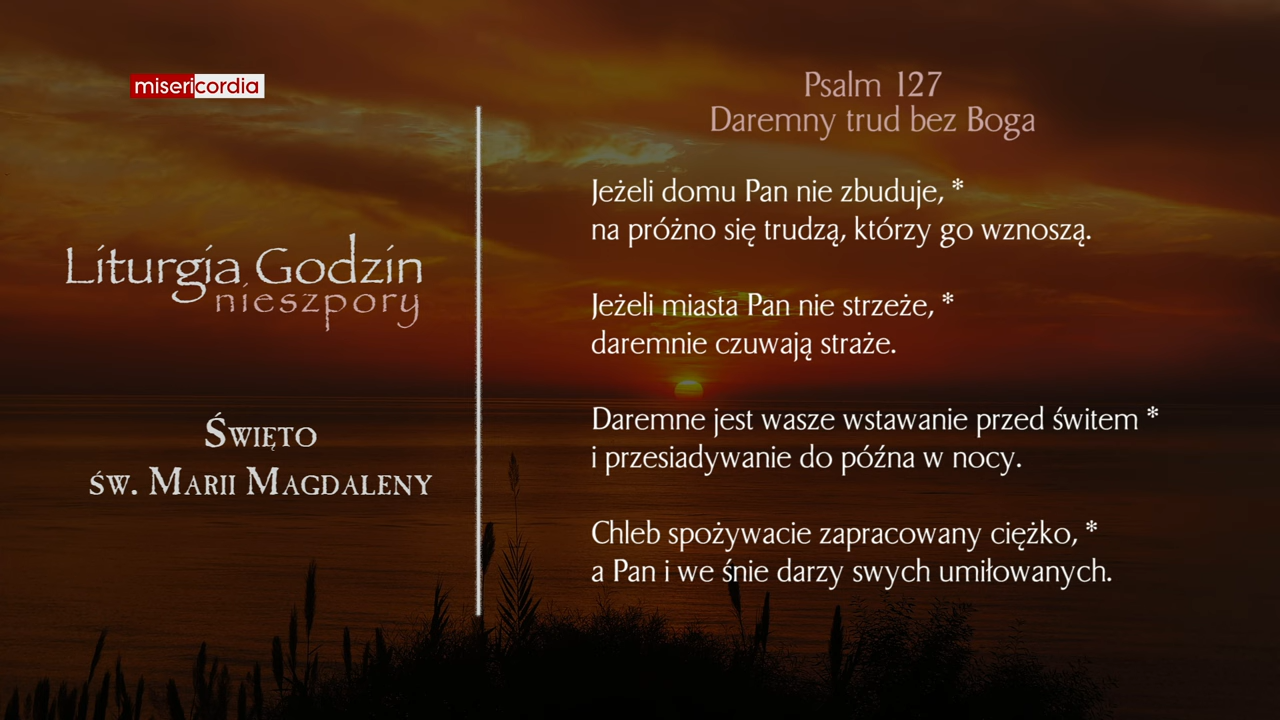 misericordia
Liturgia Godzin
nieszpory
Święto
św. Marii Magdaleny
Psalm 127
Daremny trud bez Boga
Jeżeli domu Pan nie zbuduje, *
na próżno się trudzą, którzy go wznoszą.
Jeżeli miasta Pan nie strzeże, *
daremnie czuwają straże.
Daremne jest wasze wstawanie przed świtem *
i przesiadywanie do późna w nocy.
Chleb spożywacie zapracowany ciężko, *
a Pan i we śnie darzy swych umiłowanych.